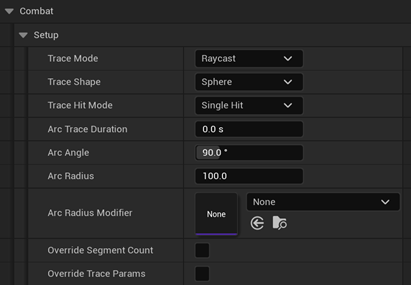 Combat
Setup
Trace Mode Raycast
Trace Shape Sphere
Trace Hit Mode Single Hit
Arc Trace Duration 0.0 s
Arc Angle 90.0 °
Arc Radius 100.0
Arc Radius Modifier None None
Override Segment Count
Override Trace Params